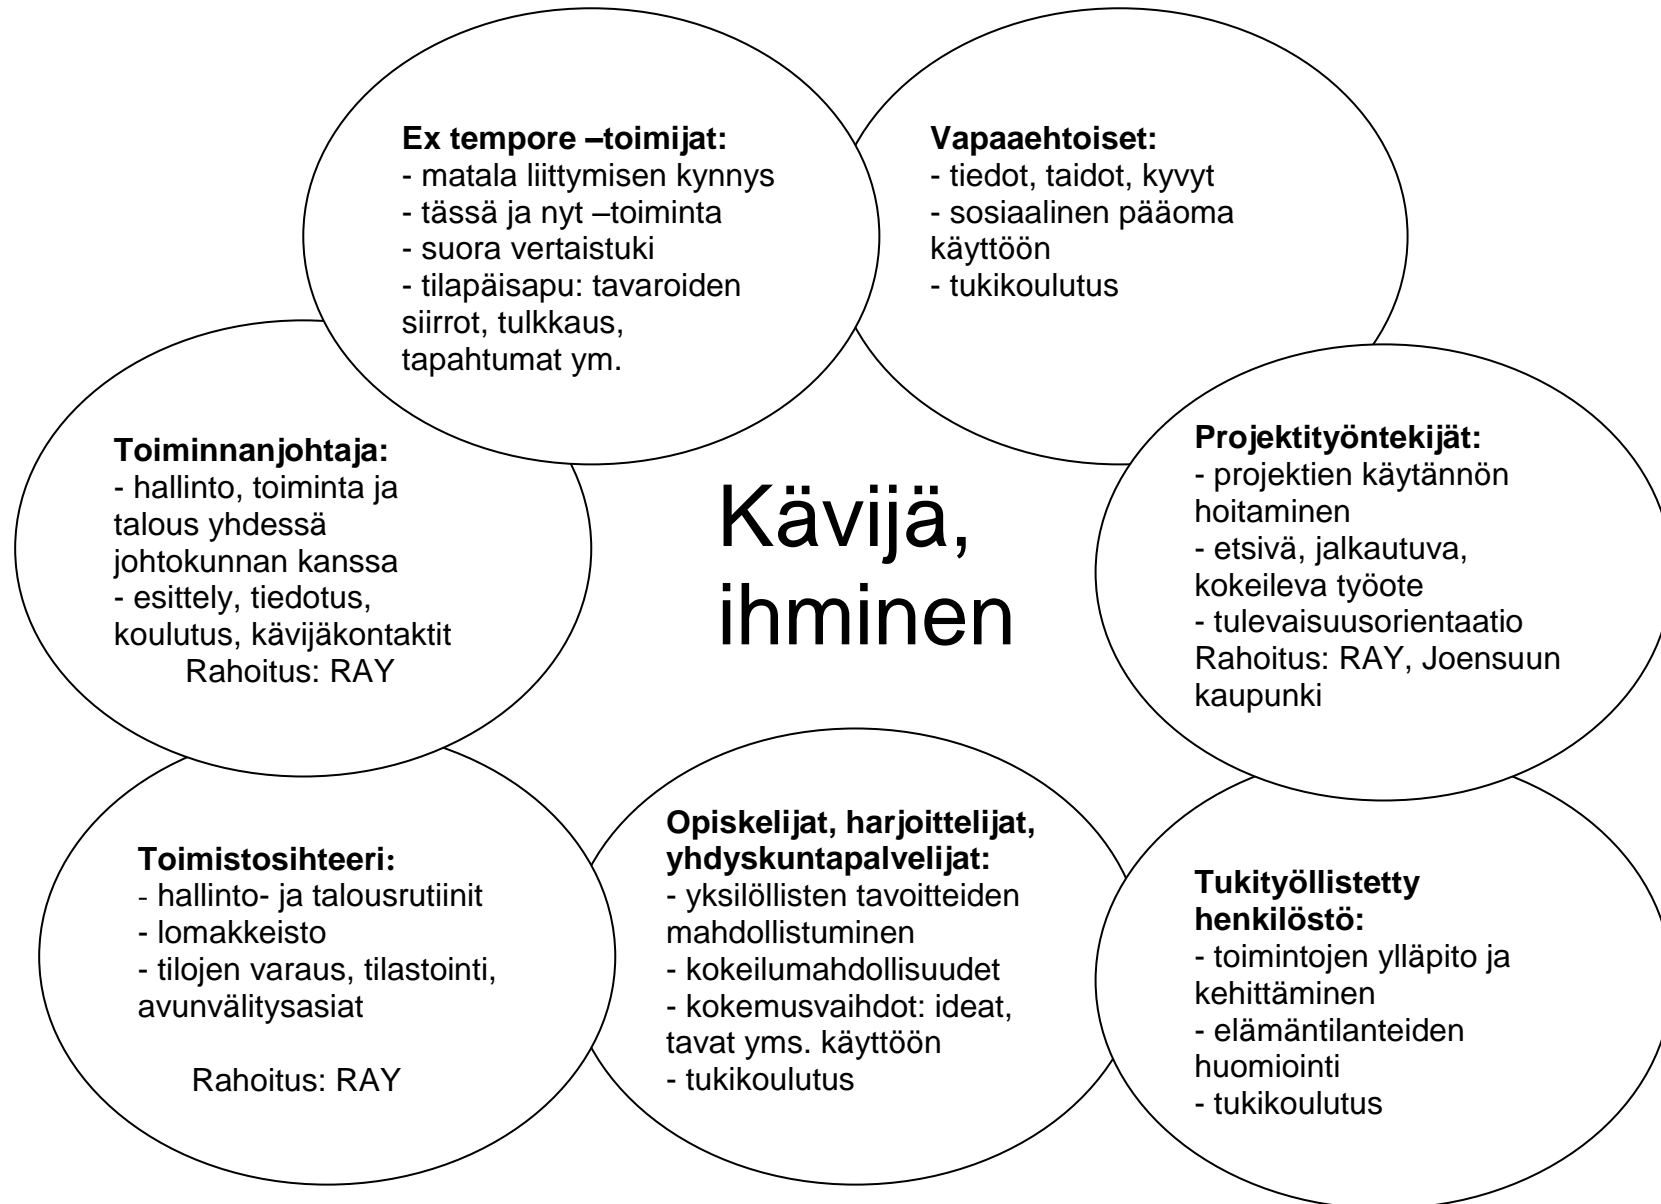 Ex tempore –toimijat:
- matala liittymisen kynnys
- tässä ja nyt –toiminta
- suora vertaistuki
- tilapäisapu: tavaroiden
siirrot, tulkkaus,
tapahtumat ym.
Vapaaehtoiset:
- tiedot, taidot, kyvyt
- sosiaalinen pääoma
käyttöön
- tukikoulutus
Toiminnanjohtaja:
- hallinto, toiminta ja
talous yhdessä
johtokunnan kanssa
- esittely, tiedotus,
koulutus, kävijäkontaktit
Rahoitus: RAY
Kävijä,
ihminen
Projektityöntekijät:
- projektien käytännön
hoitaminen
- etsivä, jalkautuva,
kokeileva työote
- tulevaisuusorientaatio
Rahoitus: RAY, Joensuun
kaupunki
Toimistosihteeri:
- hallinto- ja talousrutiinit
- lomakkeisto
- tilojen varaus, tilastointi,
avunvälitysasiat
Rahoitus: RAY
Opiskelijat, harjoittelijat,
yhdyskuntapalvelijat:
- yksilöllisten tavoitteiden
mahdollistuminen
- kokeilumahdollisuudet
- kokemusvaihdot: ideat,
tavat yms. käyttöön
- tukikoulutus
Tukityöllistetty
henkilöstö:
- toimintojen ylläpito ja
kehittäminen
- elämäntilanteiden
huomiointi
- tukikoulutus